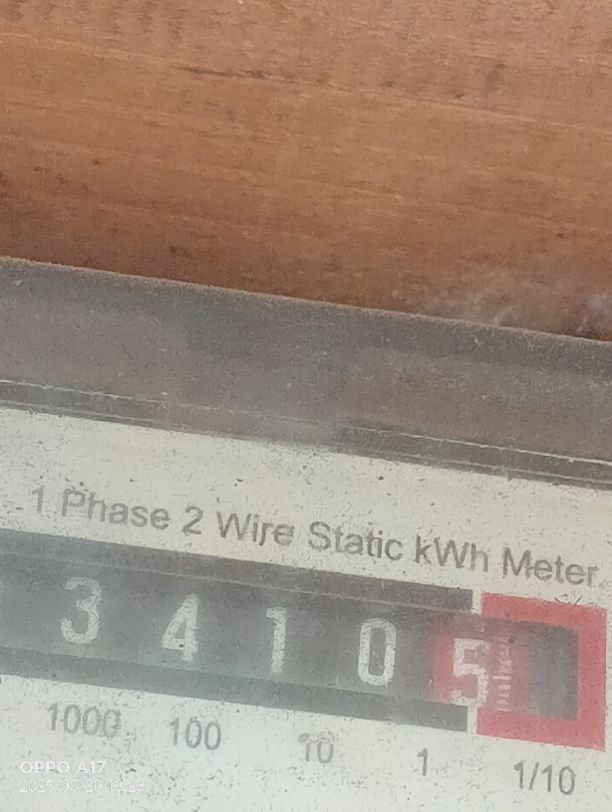 1 Phase 2 Wire Static kWh Meter.
3 4 1 0 5
1000 100 10 1 1/10
OPPO A17